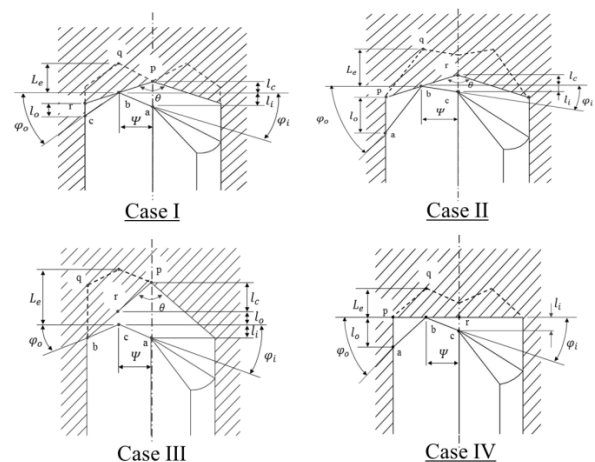 q
p
L_e
l_c
r
θ
l_o
b
a
l_i
c
φ_o
Ψ
φ_i
Case I
q
r
L_e
l_c
p
θ
b
c
l_i
l_o
a
Ψ
φ_o
φ_i
Case II
q
p
L_e
r
l_c
θ
l_o
l_i
φ_o
b
c
a
Ψ
φ_i
Case III
q
L_e
l_i
p
r
l_o
b
c
a
φ_o
Ψ
φ_i
Case IV